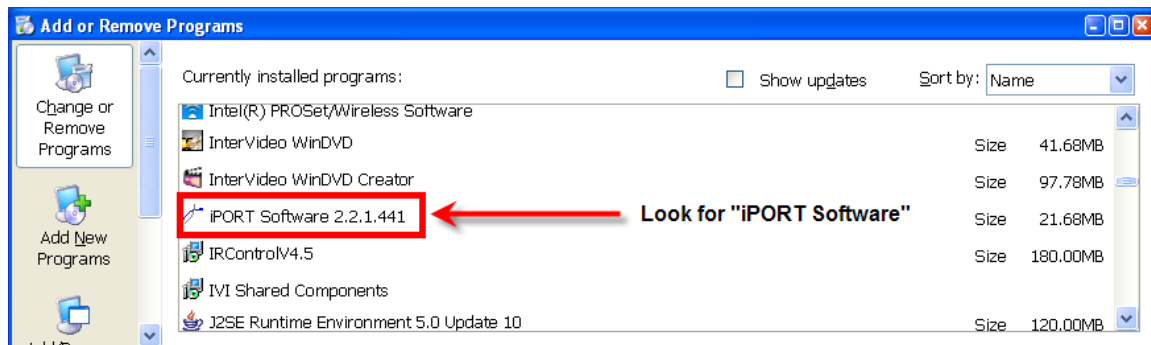 Add or Remove Programs
Change or
Remove
Programs
Add New
Programs
Currently installed programs:
Show updates
Sort by: Name
Intel(R) PROSet/Wireless Software
InterVideo WinDVD Size 41.68MB
InterVideo WinDVD Creator Size 97.78MB
iPORT Software 2.2.1.441 Look for "iPORT Software" Size 21.68MB
IRControlV4.5 Size 180.00MB
IVI Shared Components
J2SE Runtime Environment 5.0 Update 10 Size 120.00MB